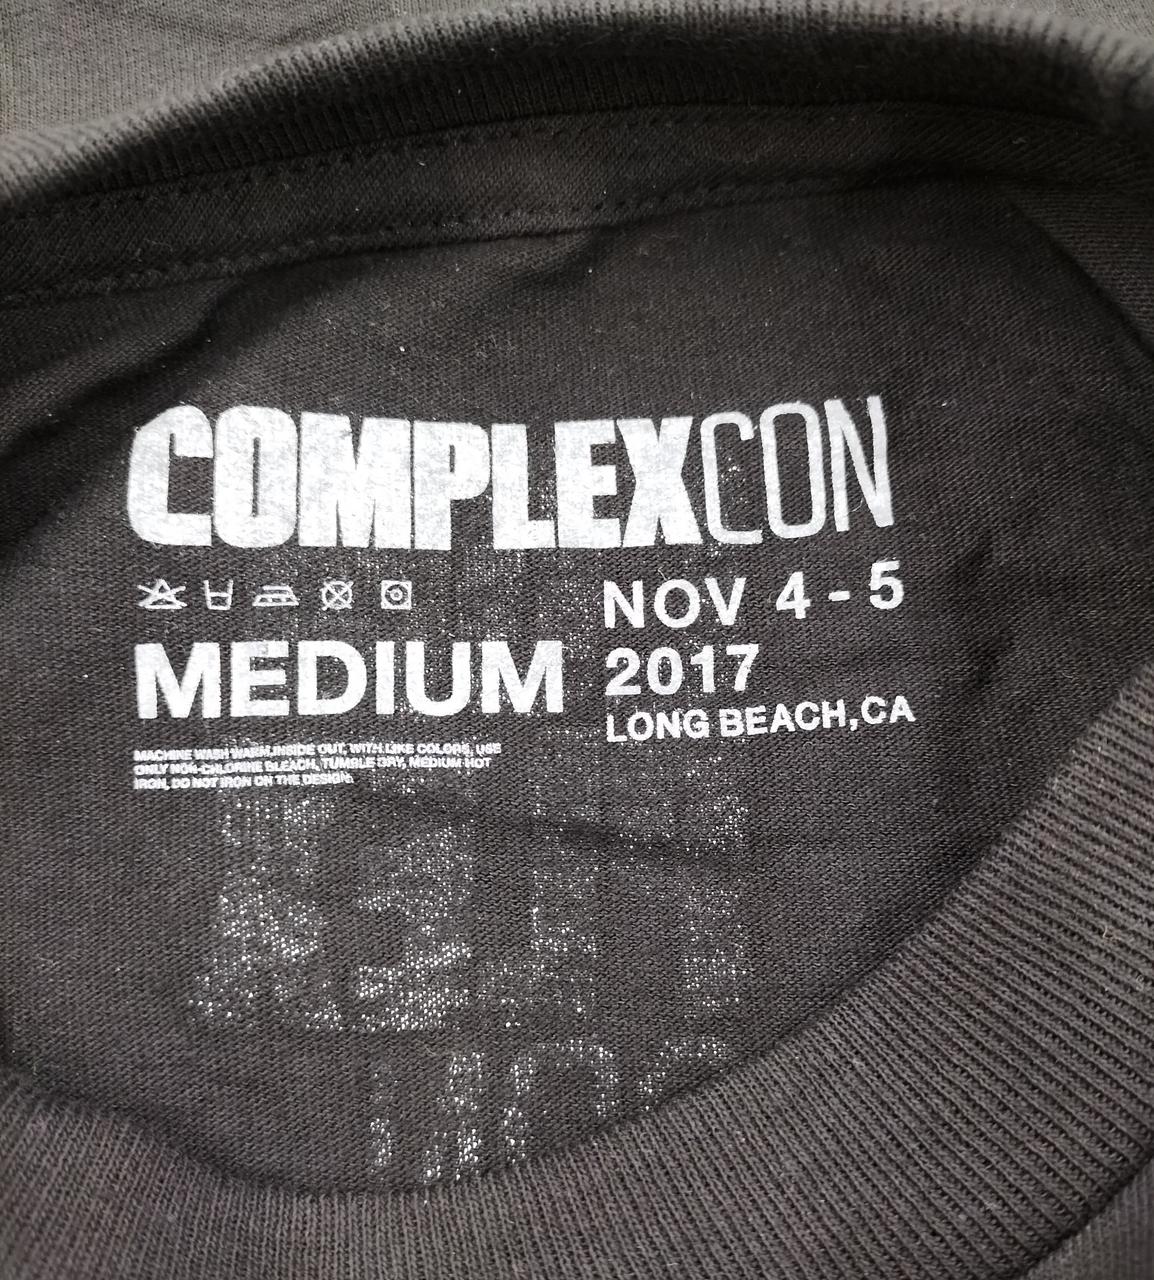 COMPLEXCON
NOV 4 - 5
MEDIUM
2017
LONG BEACH, CA
MACHINE WASH WARM, INSIDE OUT, WITH LIKE COLORS, USE
ONLY NON-CHLORINE BLEACH, TUMBLE DRY, MEDIUM HOT
IRON, DO NOT IRON ON THE DESIGN.